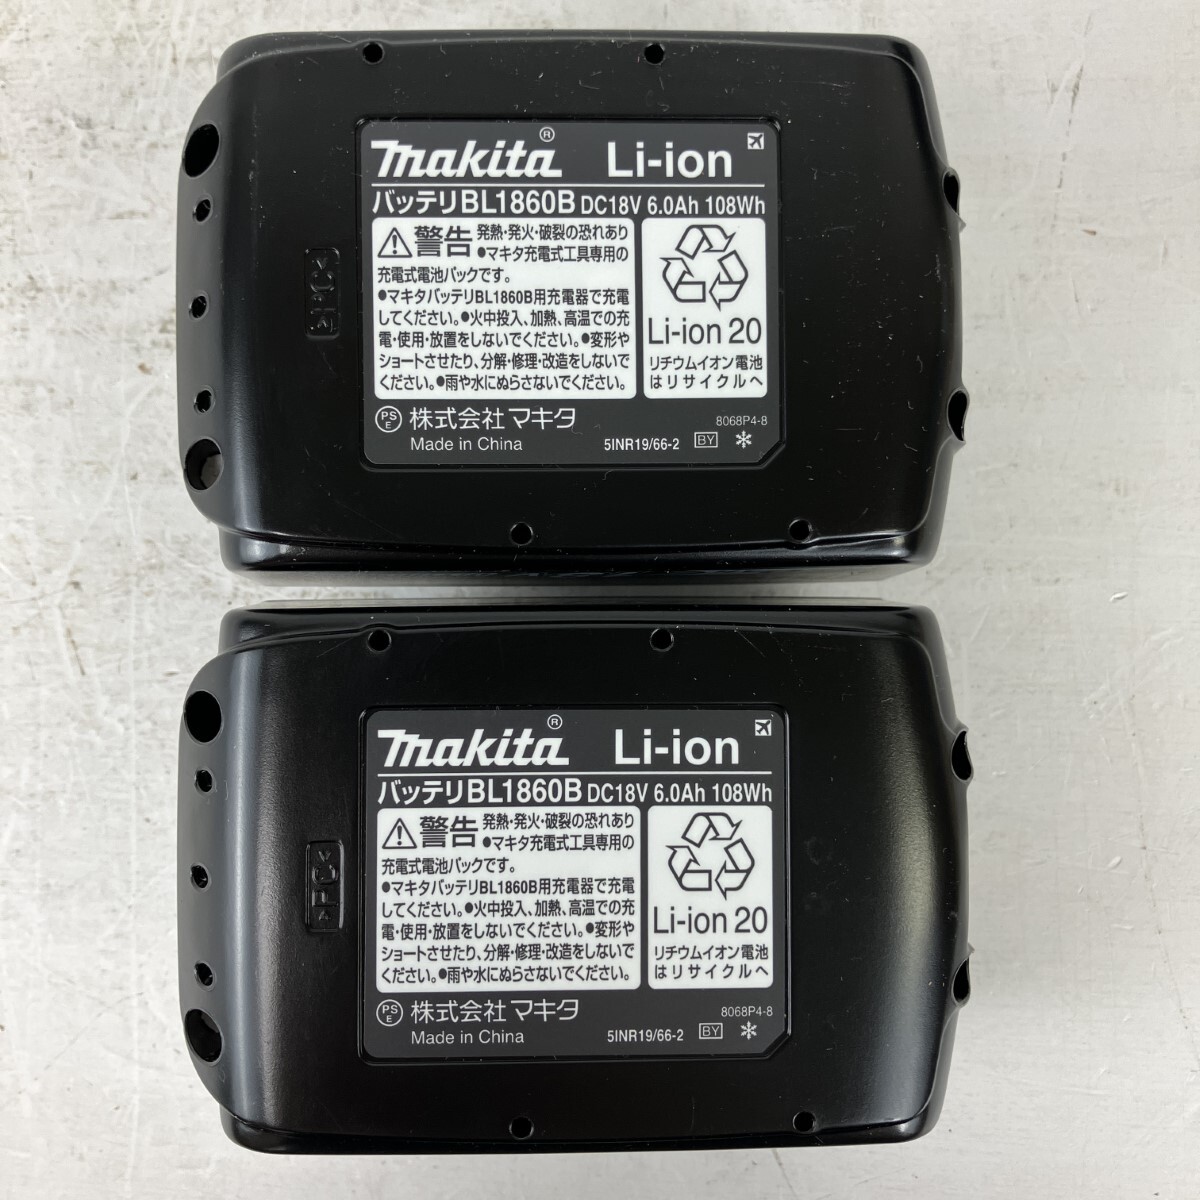 makita® Li-ion
バッテリBL1860B DC18V 6.0Ah 108Wh
警告 発熱・発火・破裂の恐れあり
●マキタ充電式工具専用の
充電式電池パックです。
●マキタバッテリBL1860B用充電器で充電
してください。●火中投入、加熱、高温での充
電・使用・放置をしないでください。●変形や
ショートさせたり、分解・修理・改造をしないで
ください。●雨や水にぬらさないでください。
Li-ion 20
リチウムイオン電池
はリサイクルへ
PSE 株式会社マキタ
8068P4-8
Made in China
5INR19/66-2 BY
>PC<
makita® Li-ion
バッテリBL1860B DC18V 6.0Ah 108Wh
警告 発熱・発火・破裂の恐れあり
●マキタ充電式工具専用の
充電式電池パックです。
●マキタバッテリBL1860B用充電器で充電
してください。●火中投入、加熱、高温での充
電・使用・放置をしないでください。●変形や
ショートさせたり、分解・修理・改造をしないで
ください。●雨や水にぬらさないでください。
Li-ion 20
リチウムイオン電池
はリサイクルへ
PSE 株式会社マキタ
8068P4-8
Made in China
5INR19/66-2 BY
>PC<